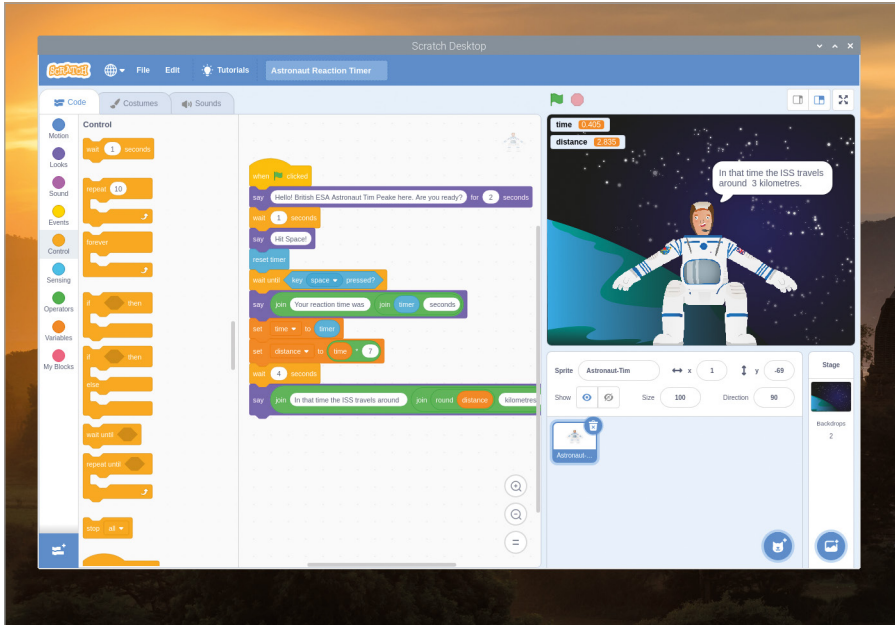 Scratch Desktop
SCRATCH
File Edit Tutorials Astronaut Reaction Timer
Code Costumes Sounds
Motion
Looks
Sound
Events
Control
Sensing
Operators
Variables
My Blocks
Control
wait 1 seconds
repeat 10
forever
if then
if then
else
wait until
repeat until
stop all
when clicked
say Hello! British ESA Astronaut Tim Peake here. Are you ready? for 2 seconds
wait 1 seconds
say Hit Space!
reset timer
wait until key space pressed?
say join Your reaction time was join timer seconds
set time to timer
set distance to time * 7
wait 4 seconds
say join In that time the ISS travels around join round distance kilometres
time 0.405
distance 2.835
In that time the ISS travels
around 3 kilometres.
Sprite Astronaut-Tim x 1 y -69
Show Size 100 Direction 90
Astronaut-...
Stage
Backdrops
2